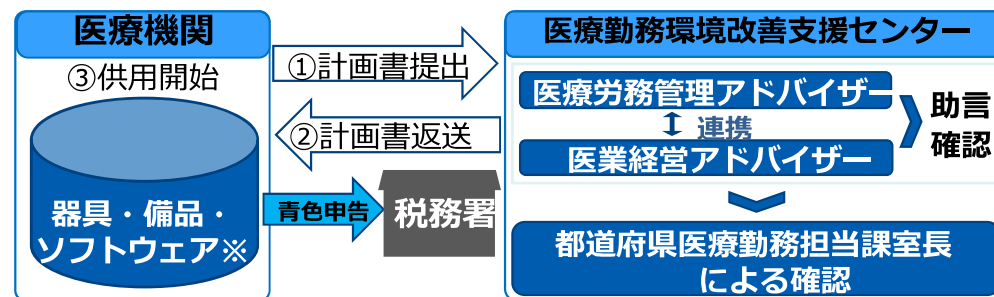 医療機関
③供用開始
器具・備品・
ソフトウェア※
①計画書提出
②計画書返送
青色申告
税務署
医療勤務環境改善支援センター
医療労務管理アドバイザー
連携
医業経営アドバイザー
助言
確認
都道府県医療勤務担当課室長
による確認